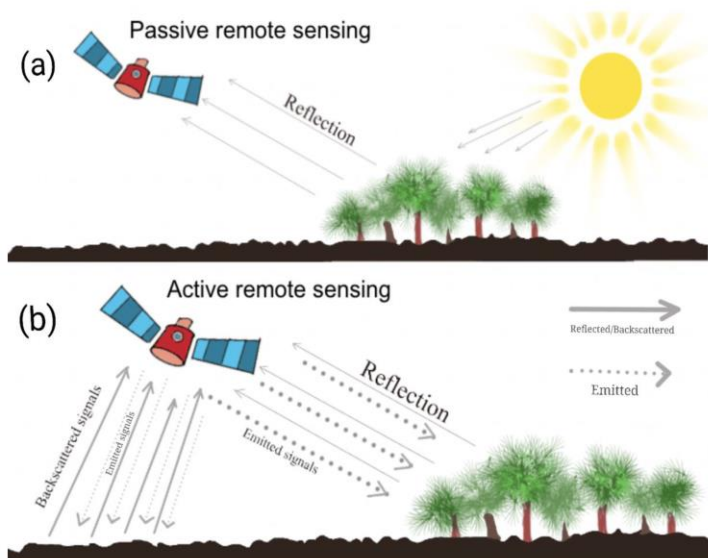 Passive remote sensing
(a)
Reflection
Active remote sensing
(b)
Reflected/Backscattered
Emitted
Reflection
Backscattered signals
Emitted signals
Emitted signals